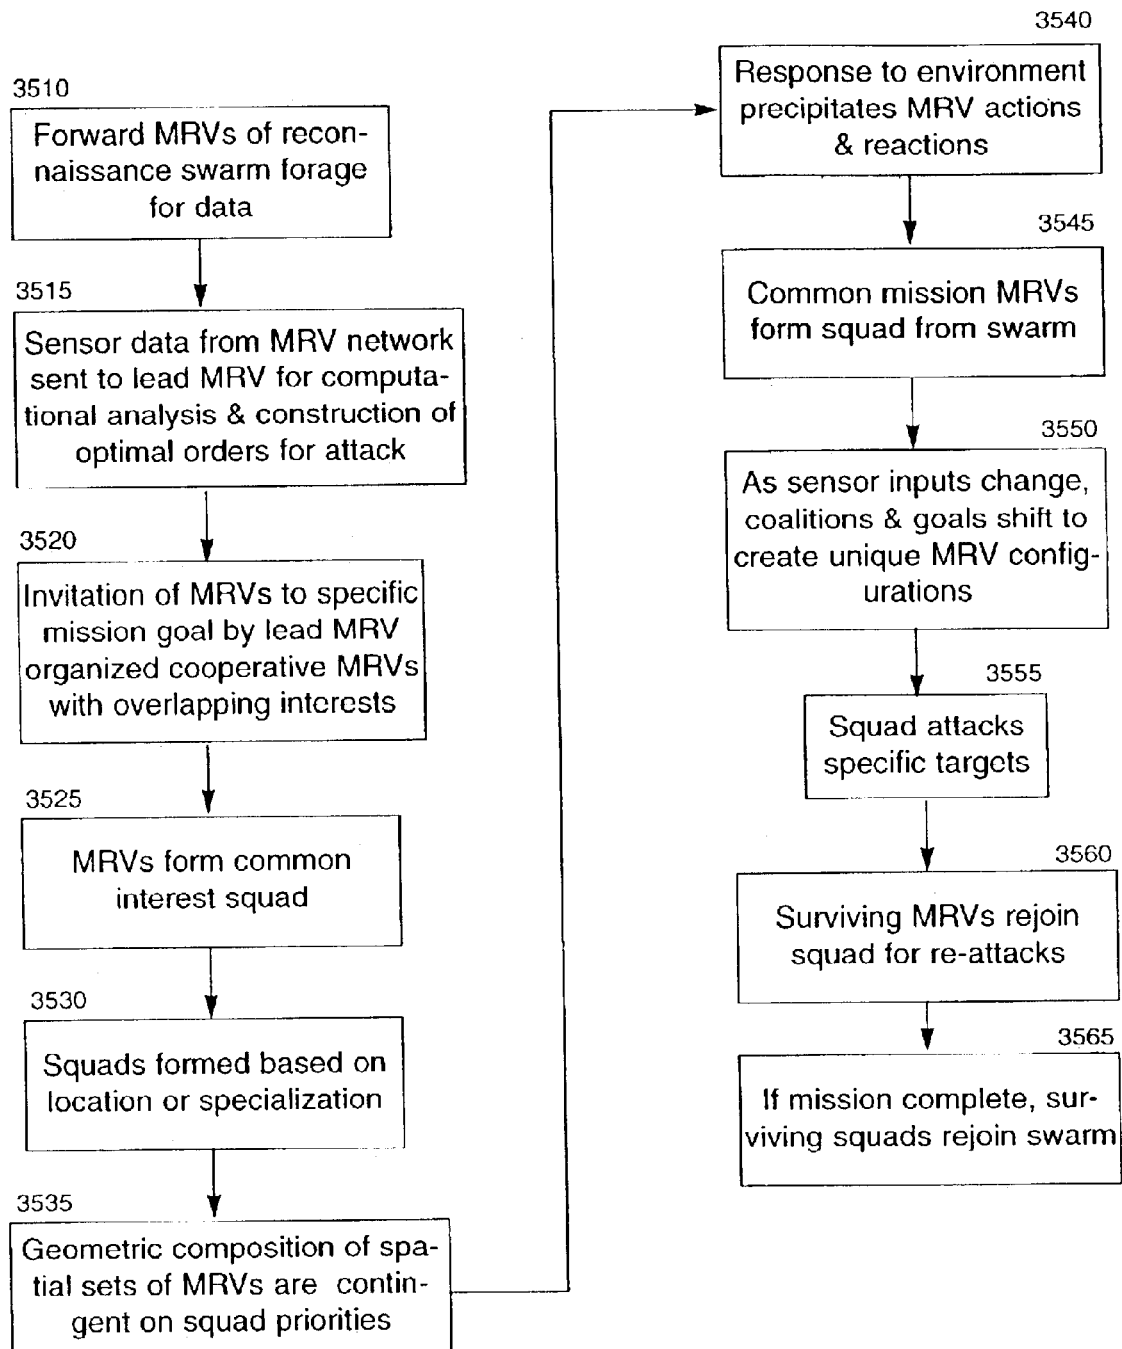 3510
Forward MRVs of recon-
naissance swarm forage
for data
3515
Sensor data from MRV network
sent to lead MRV for computa-
tional analysis & construction of
optimal orders for attack
3520
Invitation of MRVs to specific
mission goal by lead MRV
organized cooperative MRVs
with overlapping interests
3525
MRVs form common
interest squad
3530
Squads formed based on
location or specialization
3535
Geometric composition of spa-
tial sets of MRVs are contin-
gent on squad priorities
3540
Response to environment
precipitates MRV actions
& reactions
3545
Common mission MRVs
form squad from swarm
3550
As sensor inputs change,
coalitions & goals shift to
create unique MRV config-
urations
3555
Squad attacks
specific targets
3560
Surviving MRVs rejoin
squad for re-attacks
3565
If mission complete, sur-
viving squads rejoin swarm